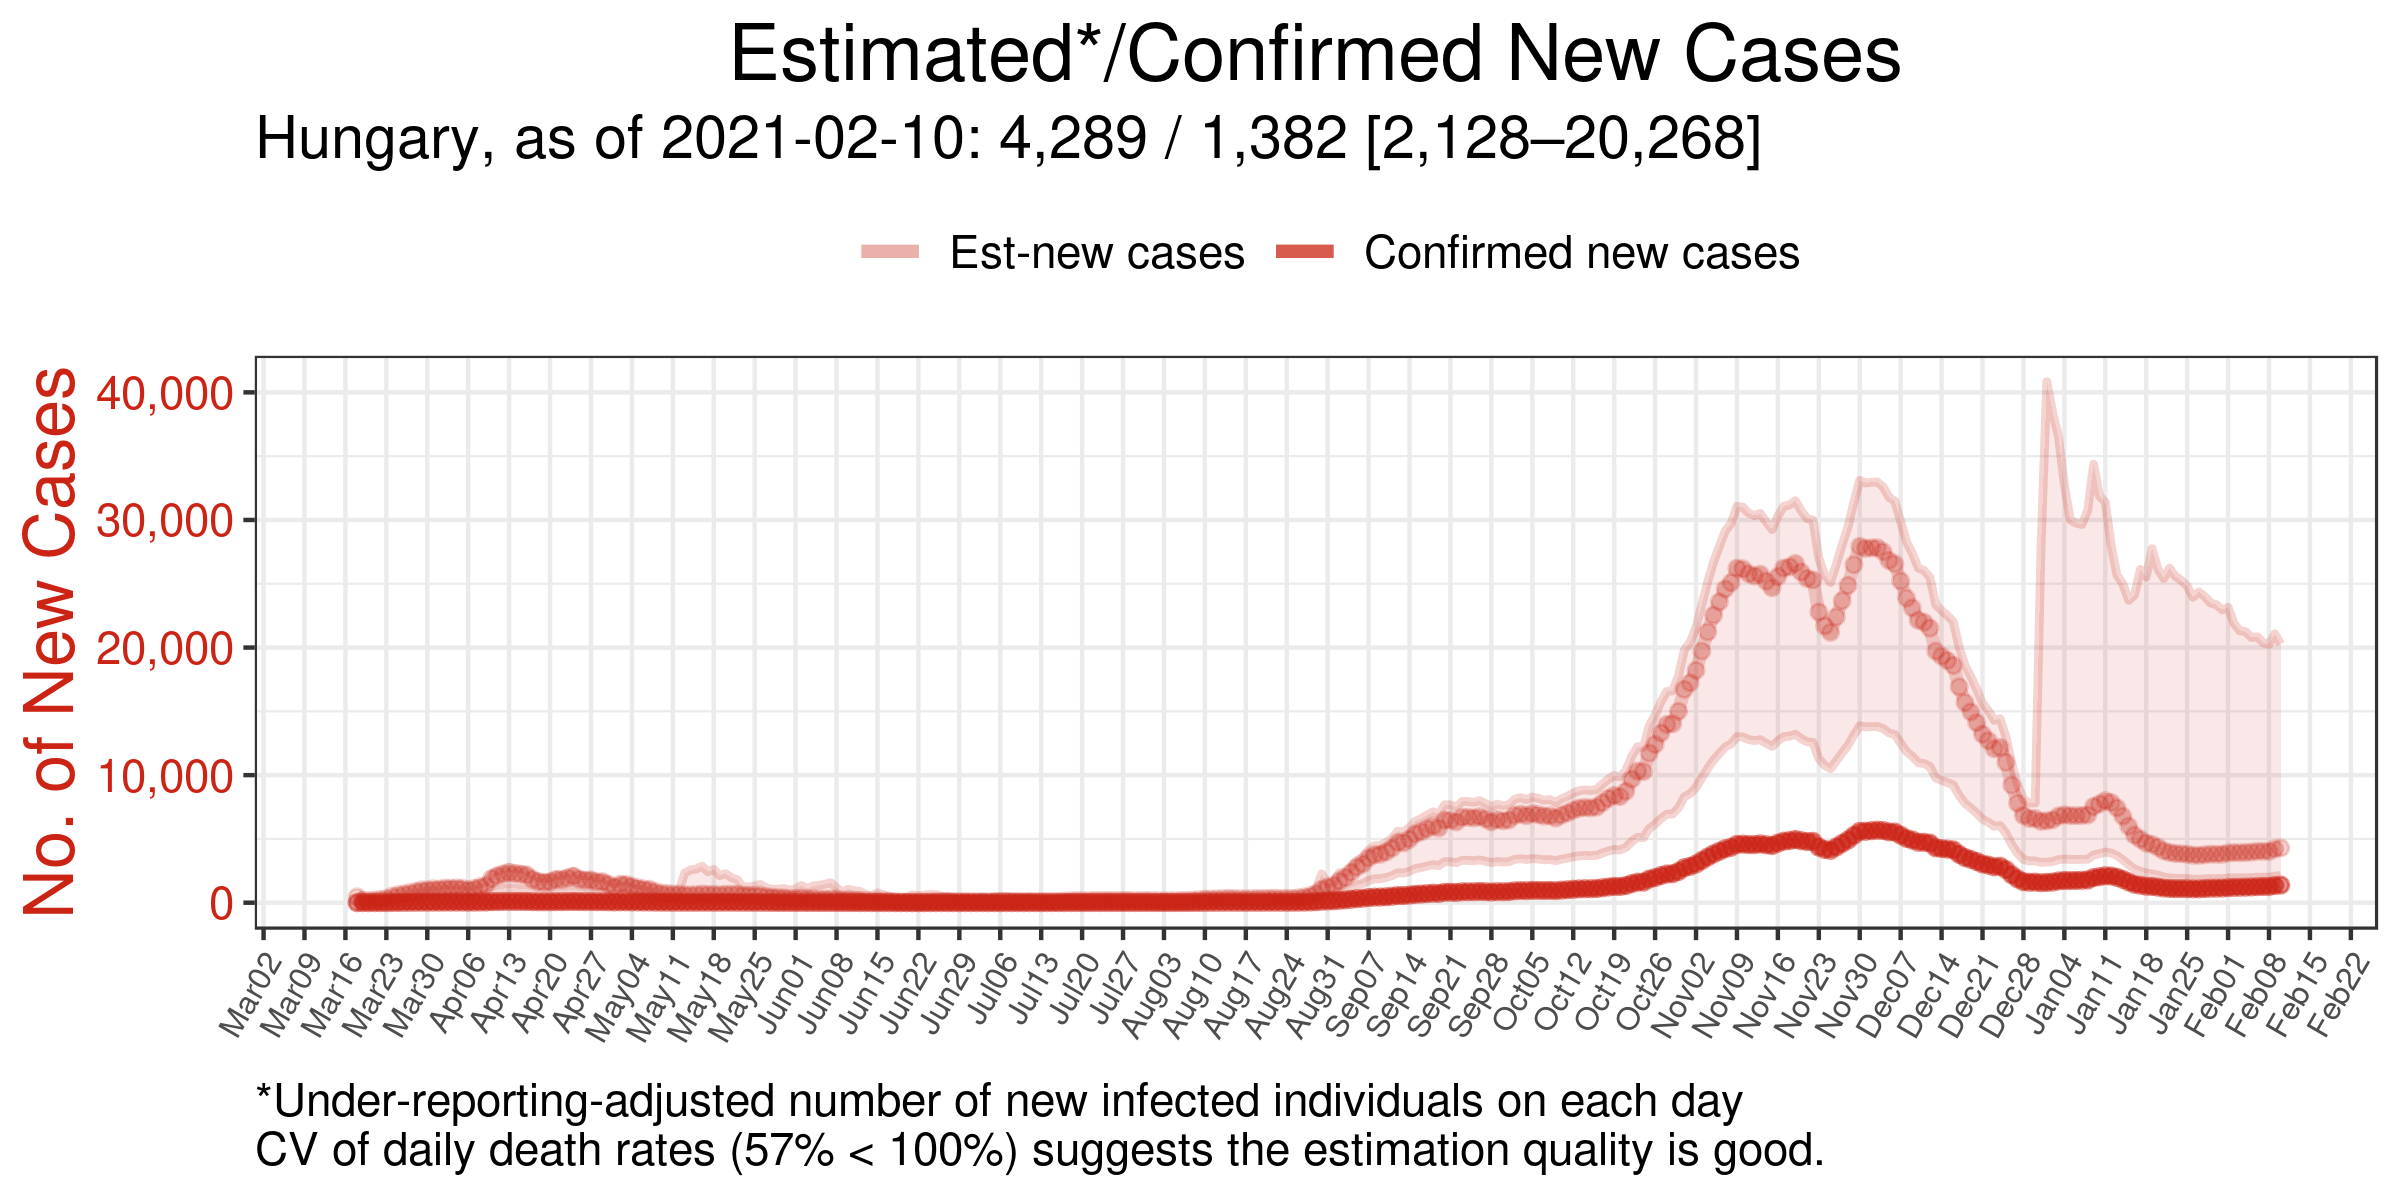 Estimated*/Confirmed New Cases
Hungary, as of 2021-02-10: 4,289 / 1,382 [2,128–20,268]
Est-new cases
Confirmed new cases
No. of New Cases
40,000
30,000
20,000
10,000
0
Mar02
Mar09
Mar16
Mar23
Mar30
Apr06
Apr13
Apr20
Apr27
May04
May11
May18
May25
Jun01
Jun08
Jun15
Jun22
Jun29
Jul06
Jul13
Jul20
Jul27
Aug03
Aug10
Aug17
Aug24
Aug31
Sep07
Sep14
Sep21
Sep28
Oct05
Oct12
Oct19
Oct26
Nov02
Nov09
Nov16
Nov23
Nov30
Dec07
Dec14
Dec21
Dec28
Jan04
Jan11
Jan18
Jan25
Feb01
Feb08
Feb15
Feb22
*Under-reporting-adjusted number of new infected individuals on each day
CV of daily death rates (57% < 100%) suggests the estimation quality is good.